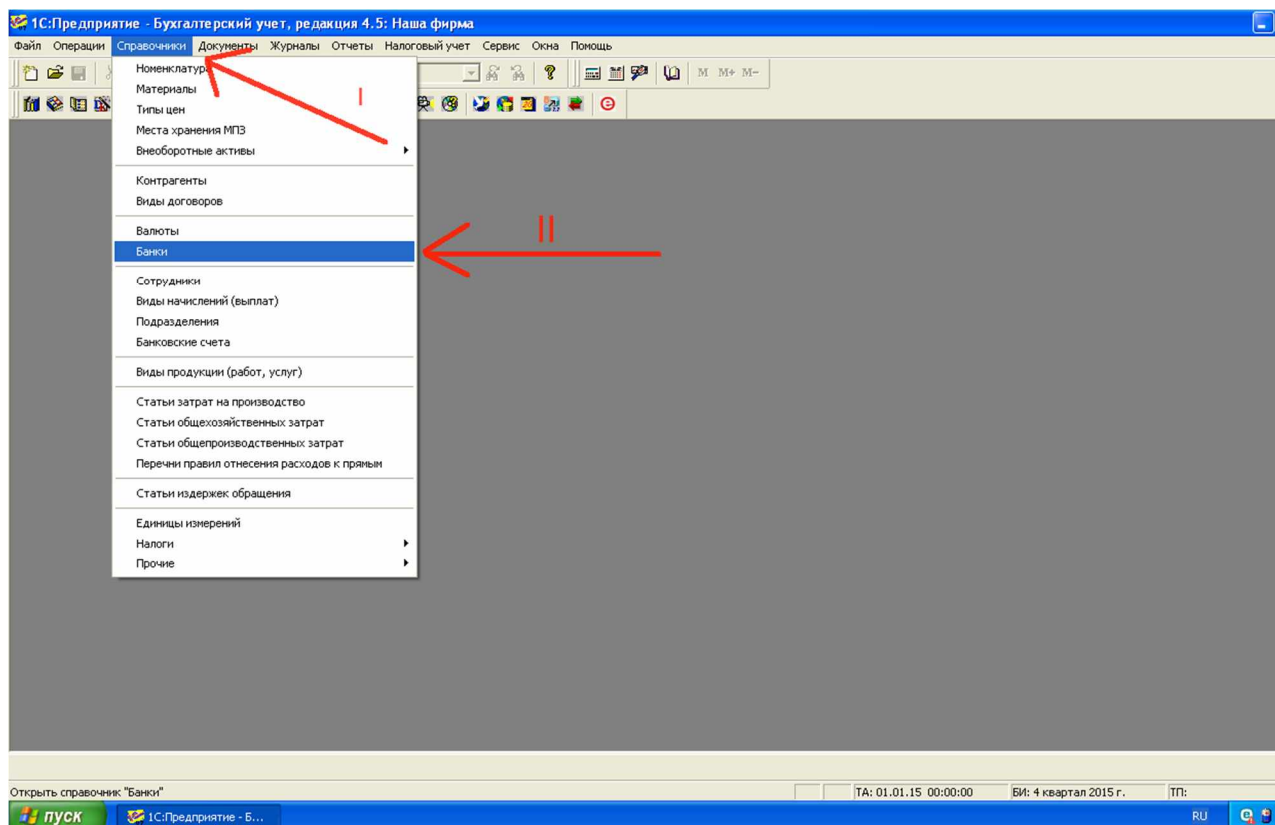 1С:Предприятие - Бухгалтерский учет, редакция 4.5: Наша фирма
Файл Операции Справочники Документы Журналы Отчеты Налоговый учет Сервис Окна Помощь
M M+ M-
Номенклатура
Материалы
Типы цен
Места хранения МПЗ
Внеоборотные активы
Контрагенты
Виды договоров
Валюты
Банки
Сотрудники
Виды начислений (выплат)
Подразделения
Банковские счета
Виды продукции (работ, услуг)
Статьи затрат на производство
Статьи общехозяйственных затрат
Статьи общепроизводственных затрат
Перечни правил отнесения расходов к прямым
Статьи издержек обращения
Единицы измерений
Налоги
Прочие
I
II
Открыть справочник "Банки" ТА: 01.01.15 00:00:00 БИ: 4 квартал 2015 г. ТП:
пуск 1С:Предприятие - Б... RU